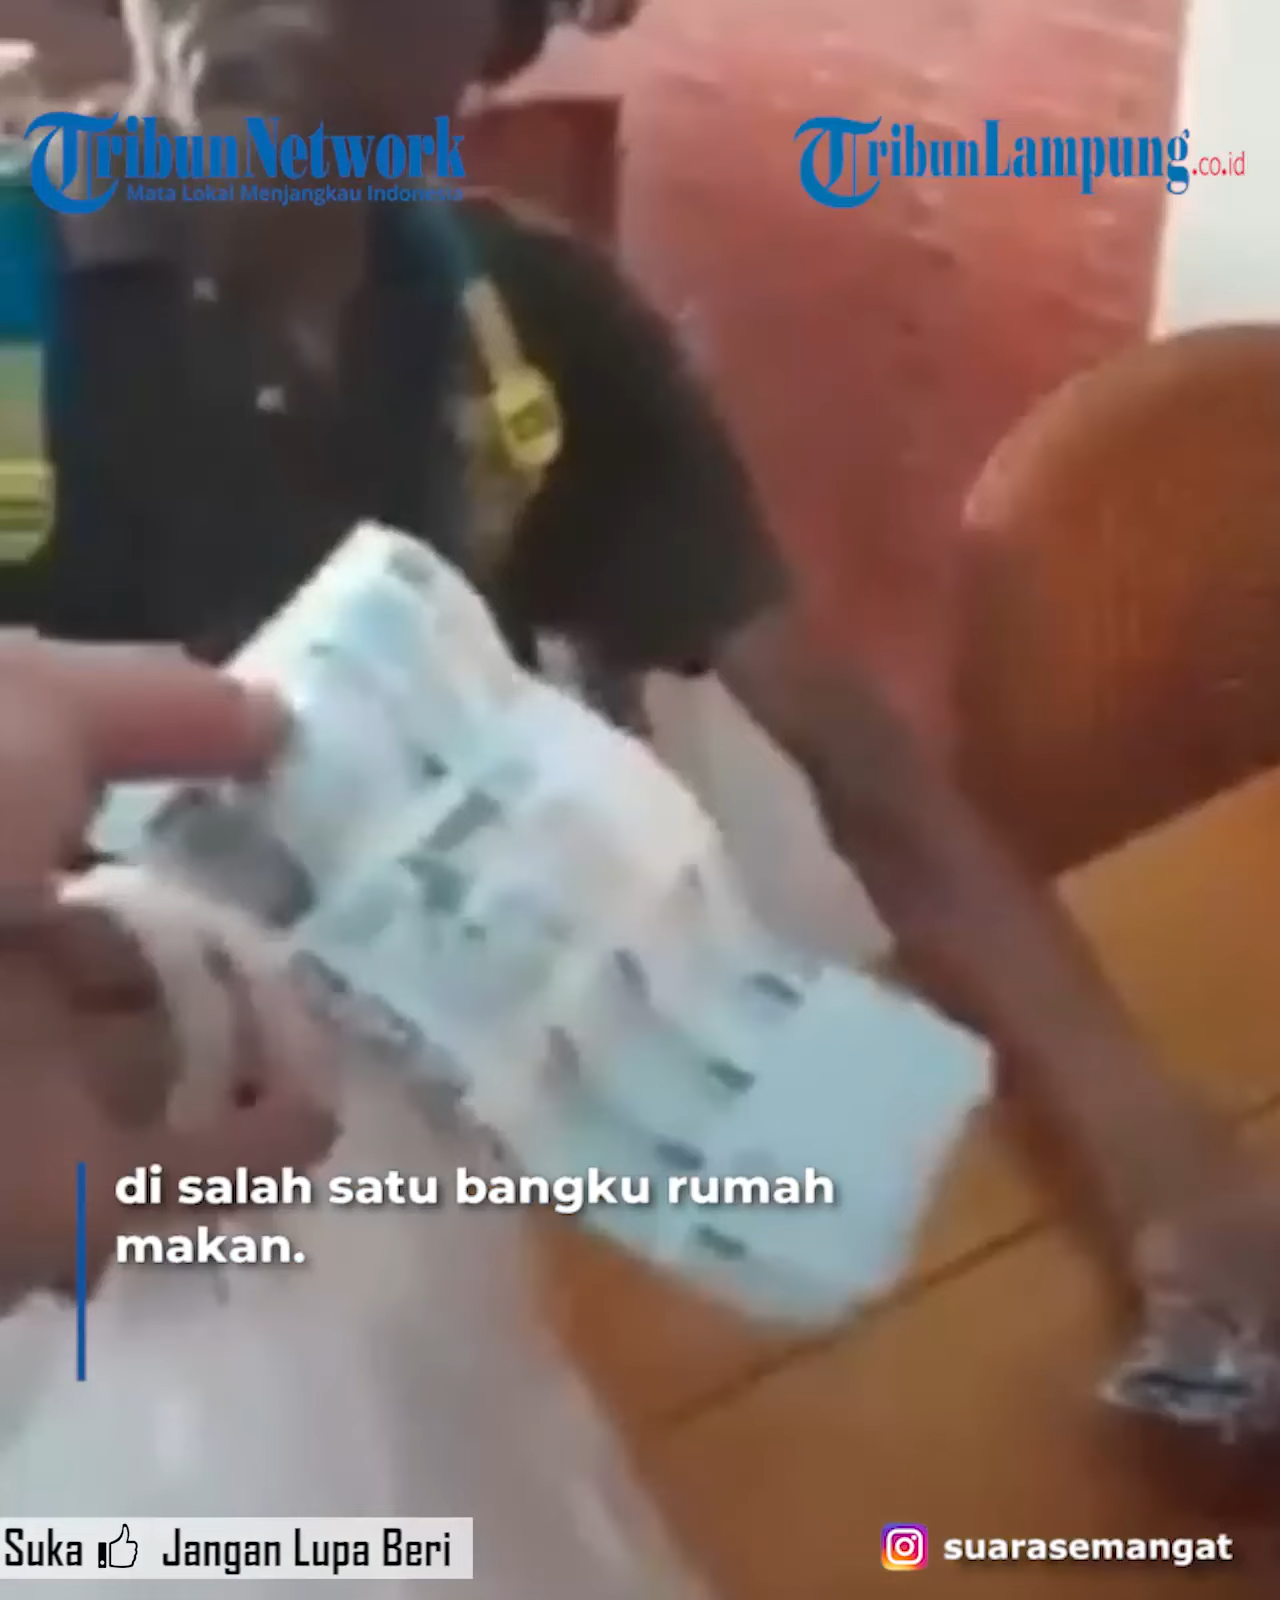 TribunNetwork
Mata Lokal Menjangkau Indonesia
TribunLampung.co.id
di salah satu bangku rumah
makan.
Suka Jangan Lupa Beri
suarasemangat